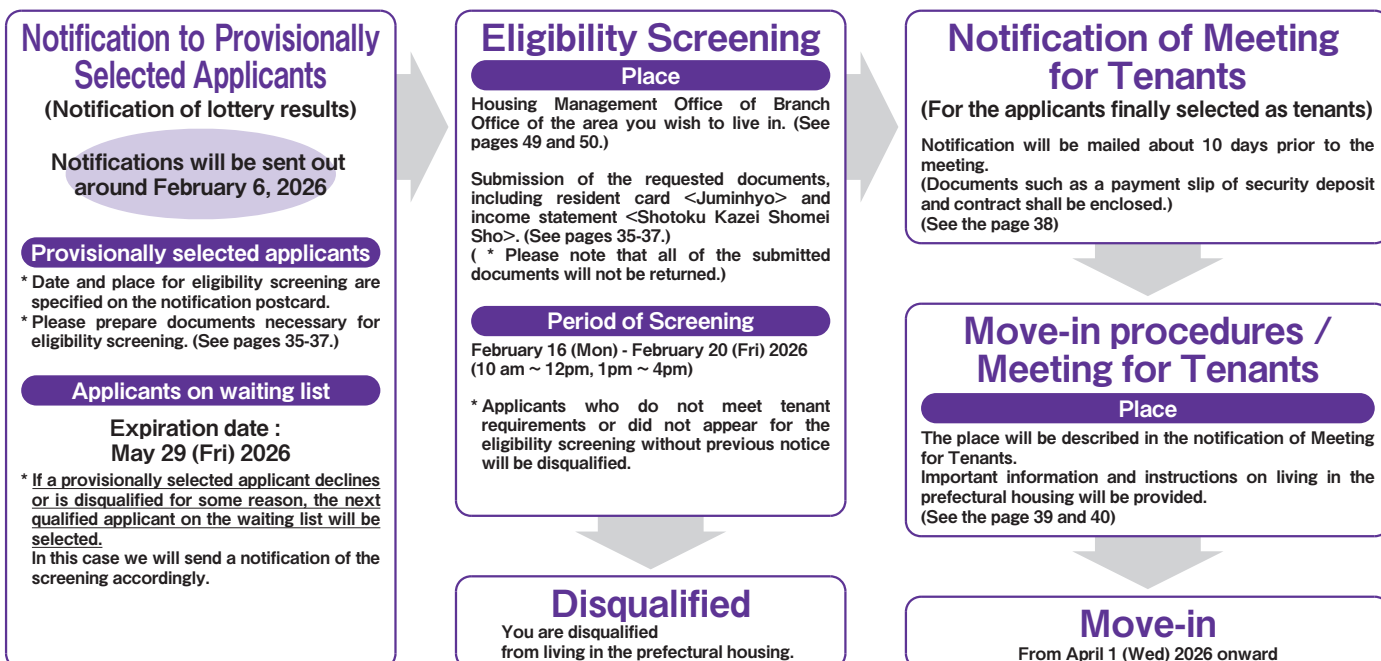 Notification to Provisionally
Selected Applicants
(Notification of lottery results)
Notifications will be sent out
around February 6, 2026
Provisionally selected applicants
* Date and place for eligibility screening are
specified on the notification postcard.
* Please prepare documents necessary for
eligibility screening. (See pages 35-37.)
Applicants on waiting list
Expiration date :
May 29 (Fri) 2026
* If a provisionally selected applicant declines
or is disqualified for some reason, the next
qualified applicant on the waiting list will be
selected.
In this case we will send a notification of the
screening accordingly.
Eligibility Screening
Place
Housing Management Office of Branch
Office of the area you wish to live in. (See
pages 49 and 50.)
Submission of the requested documents,
including resident card <Juminhyo> and
income statement <Shotoku Kazei Shomei
Sho>. (See pages 35-37.)
( * Please note that all of the submitted
documents will not be returned.)
Period of Screening
February 16 (Mon) - February 20 (Fri) 2026
(10 am ~ 12pm, 1pm ~ 4pm)
* Applicants who do not meet tenant
requirements or did not appear for the
eligibility screening without previous notice
will be disqualified.
Disqualified
You are disqualified
from living in the prefectural housing.
Notification of Meeting
for Tenants
(For the applicants finally selected as tenants)
Notification will be mailed about 10 days prior to the
meeting.
(Documents such as a payment slip of security deposit
and contract shall be enclosed.)
(See the page 38)
Move-in procedures /
Meeting for Tenants
Place
The place will be described in the notification of Meeting
for Tenants.
Important information and instructions on living in the
prefectural housing will be provided.
(See the page 39 and 40)
Move-in
From April 1 (Wed) 2026 onward